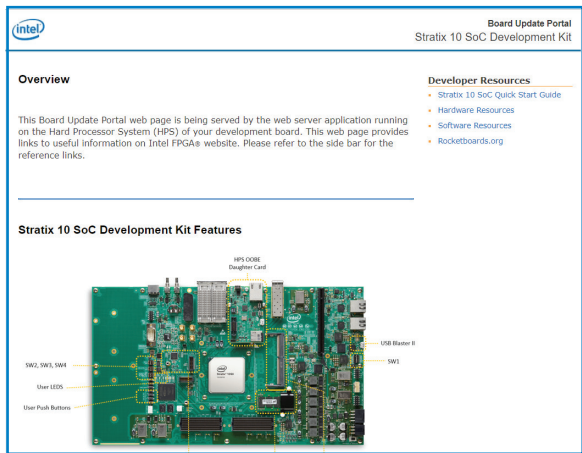 intel
Board Update Portal
Stratix 10 SoC Development Kit
Overview
This Board Update Portal web page is being served by the web server application running
on the Hard Processor System (HPS) of your development board. This web page provides
links to useful information on Intel FPGA® website. Please refer to the side bar for the
reference links.
Developer Resources
Stratix 10 SoC Quick Start Guide
Hardware Resources
Software Resources
Rocketboards.org
Stratix 10 SoC Development Kit Features
HPS OOBE
Daughter Card
USB Blaster II
SW1
SW2, SW3, SW4
User LEDS
User Push Buttons